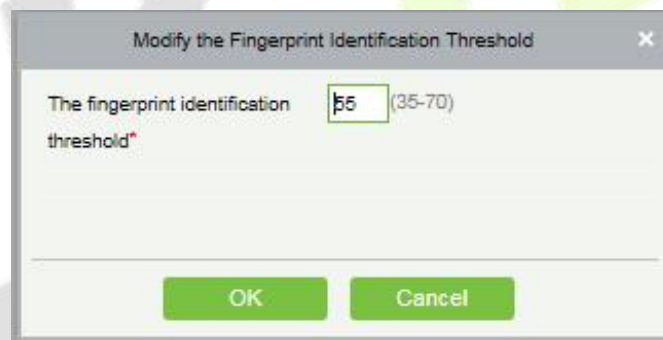 Modify the Fingerprint Identification Threshold ×
The fingerprint identification 55 (35-70)
threshold*
OK Cancel